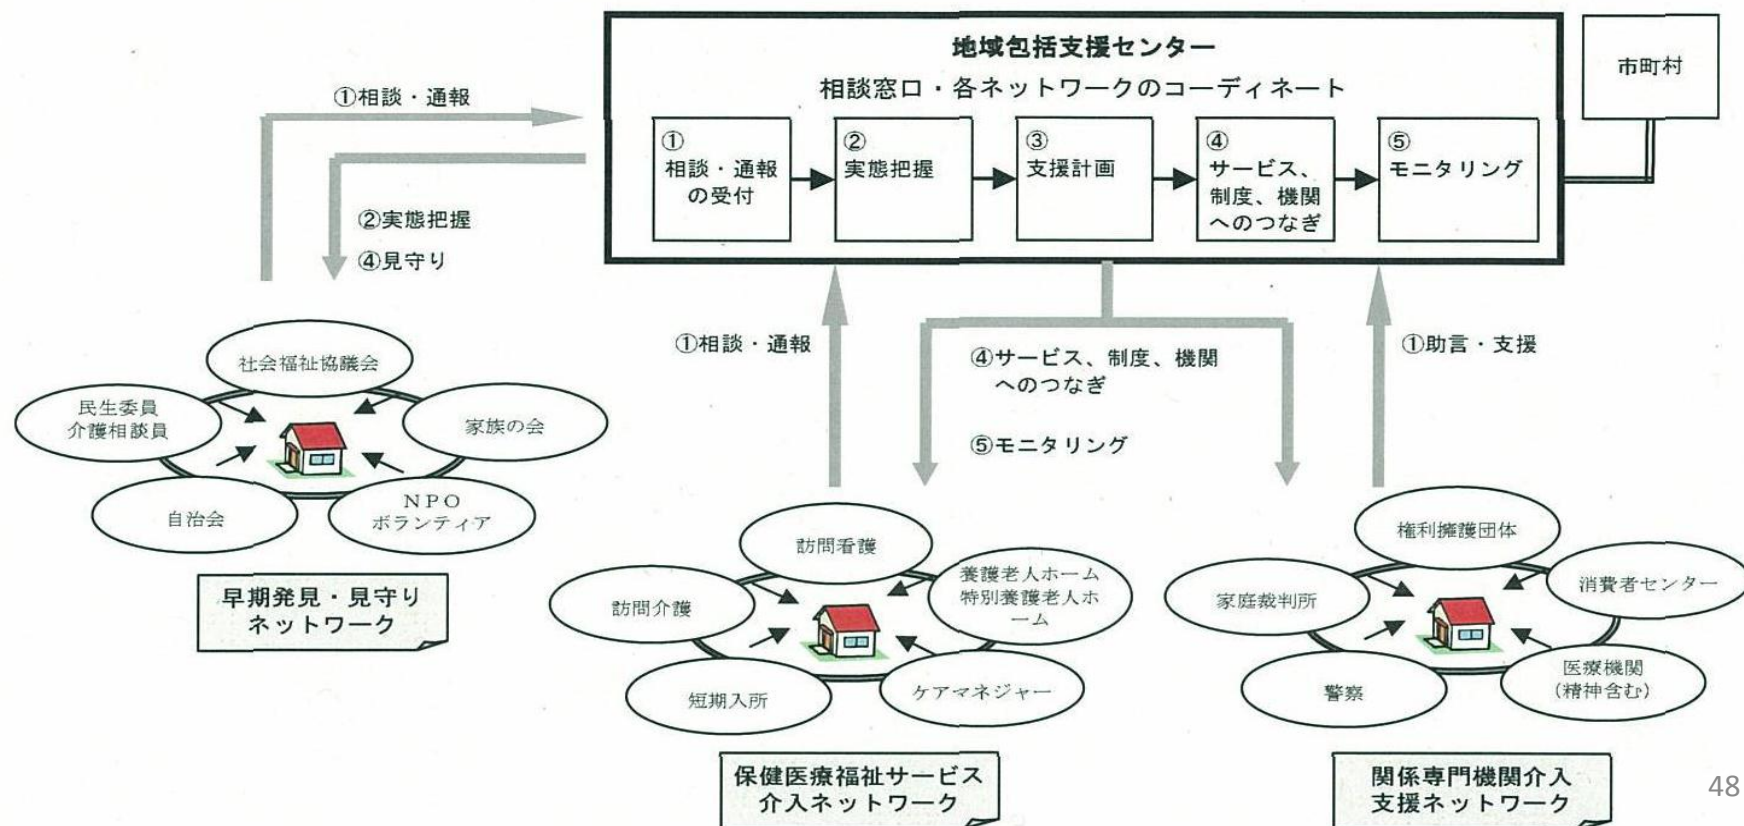 地域包括支援センター
相談窓口・各ネットワークのコーディネート
市町村
①
相談・通報
の受付
②
実態把握
③
支援計画
④
サービス、
制度、機関
へのつなぎ
⑤
モニタリング
①相談・通報
②実態把握
④見守り
①相談・通報
④サービス、制度、機関
へのつなぎ
⑤モニタリング
①助言・支援
社会福祉協議会
民生委員
介護相談員
家族の会
自治会
NPO
ボランティア
早期発見・見守り
ネットワーク
訪問看護
訪問介護
養護老人ホーム
特別養護老人ホ
ーム
短期入所
ケアマネジャー
保健医療福祉サービス
介入ネットワーク
権利擁護団体
家庭裁判所
消費者センター
警察
医療機関
(精神含む)
関係専門機関介入
支援ネットワーク
48